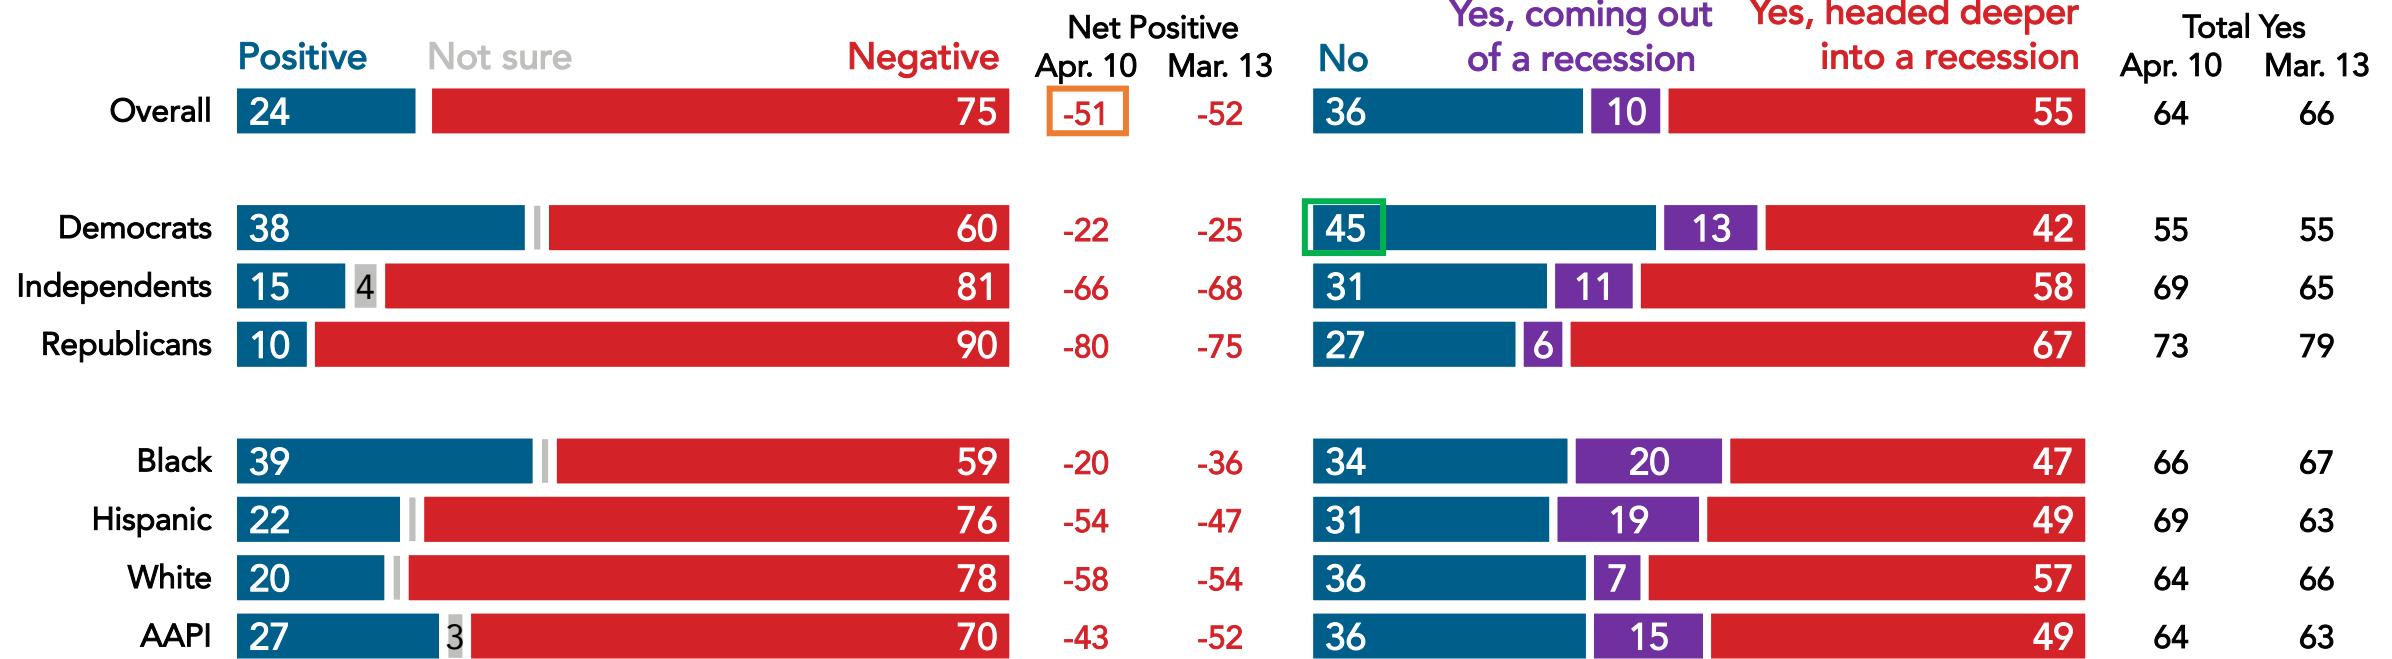 Positive Not sure Negative Net Positive Apr. 10 Mar. 13
No Yes, coming out of a recession Yes, headed deeper into a recession Total Yes Apr. 10 Mar. 13
Overall 24 75 -51 -52 36 10 55 64 66
Democrats 38 60 -22 -25 45 13 42 55 55
Independents 15 4 81 -66 -68 31 11 58 69 65
Republicans 10 90 -80 -75 27 6 67 73 79
Black 39 59 -20 -36 34 20 47 66 67
Hispanic 22 76 -54 -47 31 19 49 69 63
White 20 78 -58 -54 36 7 57 64 66
AAPI 27 3 70 -43 -52 36 15 49 64 63